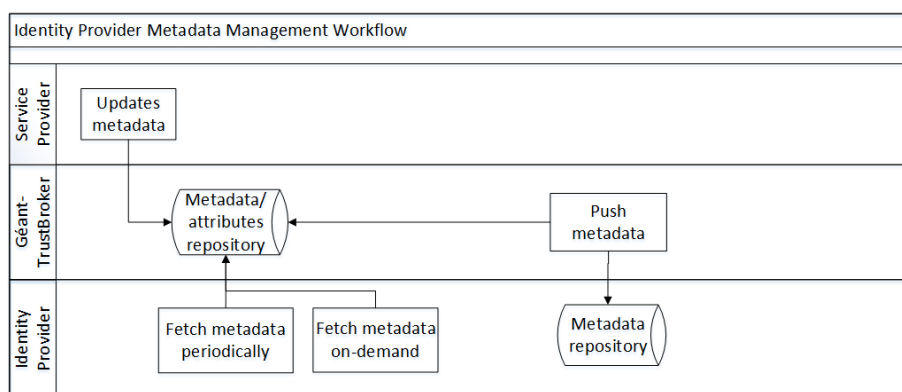 Identity Provider Metadata Management Workflow
Service
Provider
Updates
metadata
Géant-
TrustBroker
Metadata/
attributes
repository
Push
metadata
Identity
Provider
Fetch metadata
periodically
Fetch metadata
on-demand
Metadata
repository